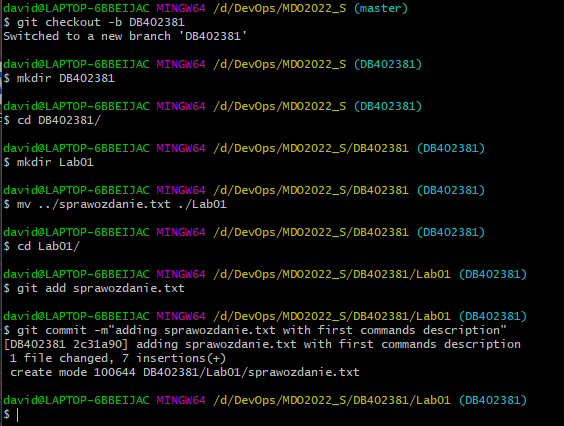 david@LAPTOP-6BBEIJAC MINGW64 /d/DevOps/MDO2022_S (master)
$ git checkout -b DB402381
Switched to a new branch 'DB402381'
david@LAPTOP-6BBEIJAC MINGW64 /d/DevOps/MDO2022_S (DB402381)
$ mkdir DB402381
david@LAPTOP-6BBEIJAC MINGW64 /d/DevOps/MDO2022_S (DB402381)
$ cd DB402381/
david@LAPTOP-6BBEIJAC MINGW64 /d/DevOps/MDO2022_S/DB402381 (DB402381)
$ mkdir Lab01
david@LAPTOP-6BBEIJAC MINGW64 /d/DevOps/MDO2022_S/DB402381 (DB402381)
$ mv ../sprawozdanie.txt ./Lab01
david@LAPTOP-6BBEIJAC MINGW64 /d/DevOps/MDO2022_S/DB402381 (DB402381)
$ cd Lab01/
david@LAPTOP-6BBEIJAC MINGW64 /d/DevOps/MDO2022_S/DB402381/Lab01 (DB402381)
$ git add sprawozdanie.txt
david@LAPTOP-6BBEIJAC MINGW64 /d/DevOps/MDO2022_S/DB402381/Lab01 (DB402381)
$ git commit -m"adding sprawozdanie.txt with first commands description"
[DB402381 2c31a90] adding sprawozdanie.txt with first commands description
 1 file changed, 7 insertions(+)
 create mode 100644 DB402381/Lab01/sprawozdanie.txt
david@LAPTOP-6BBEIJAC MINGW64 /d/DevOps/MDO2022_S/DB402381/Lab01 (DB402381)
$